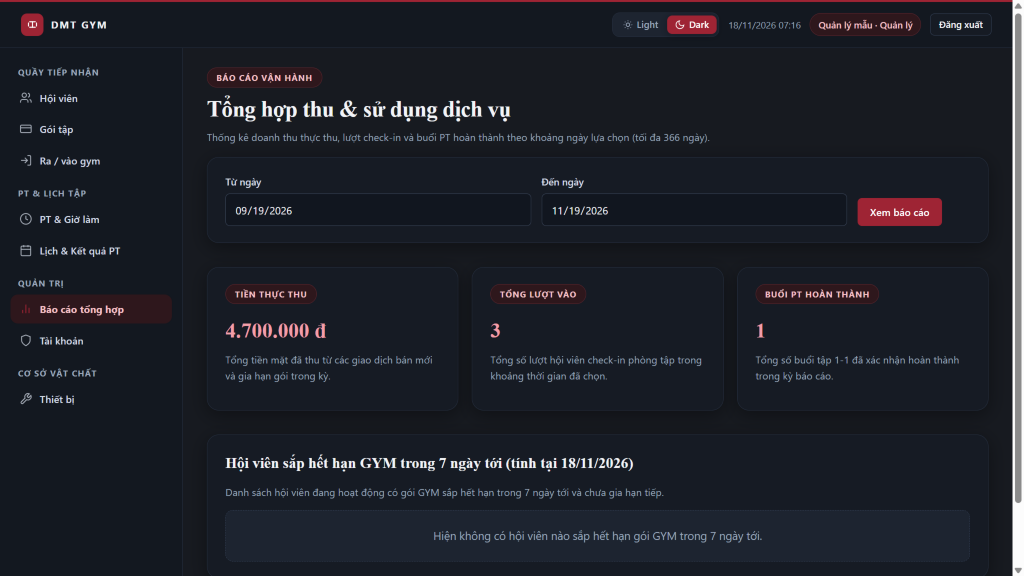 DMT GYM
Light
Dark
18/11/2026 07:16
Quản lý mẫu · Quản lý
Đăng xuất
QUẦY TIẾP NHẬN
Hội viên
Gói tập
Ra / vào gym
PT & LỊCH TẬP
PT & Giờ làm
Lịch & Kết quả PT
QUẢN TRỊ
Báo cáo tổng hợp
Tài khoản
CƠ SỞ VẬT CHẤT
Thiết bị
BÁO CÁO VẬN HÀNH
Tổng hợp thu & sử dụng dịch vụ
Thống kê doanh thu thực thu, lượt check-in và buổi PT hoàn thành theo khoảng ngày lựa chọn (tối đa 366 ngày).
Từ ngày
09/19/2026
Đến ngày
11/19/2026
Xem báo cáo
TIỀN THỰC THU
4.700.000 đ
Tổng tiền mặt đã thu từ các giao dịch bán mới
và gia hạn gói trong kỳ.
TỔNG LƯỢT VÀO
3
Tổng số lượt hội viên check-in phòng tập trong
khoảng thời gian đã chọn.
BUỔI PT HOÀN THÀNH
1
Tổng số buổi tập 1-1 đã xác nhận hoàn thành
trong kỳ báo cáo.
Hội viên sắp hết hạn GYM trong 7 ngày tới (tính tại 18/11/2026)
Danh sách hội viên đang hoạt động có gói GYM sắp hết hạn trong 7 ngày tới và chưa gia hạn tiếp.
Hiện không có hội viên nào sắp hết hạn gói GYM trong 7 ngày tới.